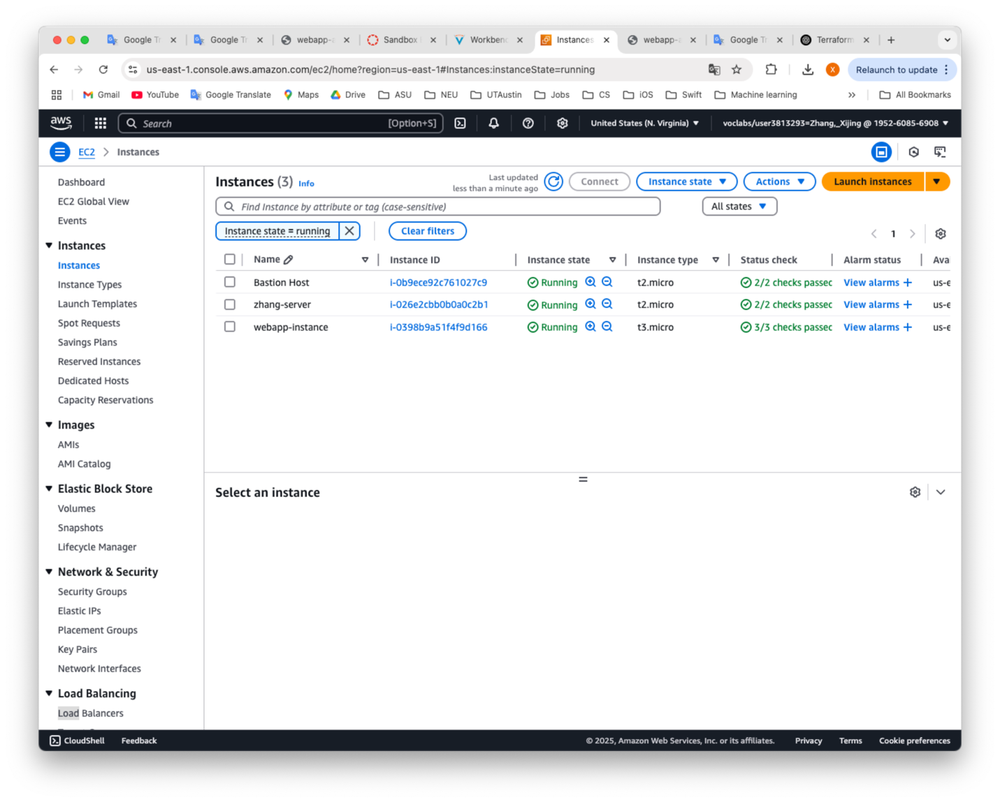 Google Tr
Google Tr
webapp-a
Sandbox
Workbenc
Instances
webapp-a
Google Tr
Terraform
us-east-1.console.aws.amazon.com/ec2/home?region=us-east-1#Instances:instanceState=running
X
Relaunch to update
Gmail
YouTube
Google Translate
Maps
Drive
ASU
NEU
UTAustin
Jobs
CS
iOS
Swift
Machine learning
All Bookmarks
aws
Search
[Option+S]
United States (N. Virginia)
voclabs/user3813293=Zhang,_Xijing @ 1952-6085-6908
EC2 > Instances
Dashboard
EC2 Global View
Events
Instances
Instances
Instance Types
Launch Templates
Spot Requests
Savings Plans
Reserved Instances
Dedicated Hosts
Capacity Reservations
Images
AMIs
AMI Catalog
Elastic Block Store
Volumes
Snapshots
Lifecycle Manager
Network & Security
Security Groups
Elastic IPs
Placement Groups
Key Pairs
Network Interfaces
Load Balancing
Load Balancers
Instances (3) Info
Last updated
less than a minute ago
Connect
Instance state
Actions
Launch instances
Find Instance by attribute or tag (case-sensitive)
All states
Instance state = running
Clear filters
1
Name Instance ID Instance state Instance type Status check Alarm status Avai
Bastion Host i-0b9ece92c761027c9 Running t2.micro 2/2 checks passec View alarms + us-e
zhang-server i-026e2cbb0b0a0c2b1 Running t2.micro 2/2 checks passec View alarms + us-e
webapp-instance i-0398b9a51f4f9d166 Running t3.micro 3/3 checks passec View alarms + us-e
Select an instance
CloudShell
Feedback
© 2025, Amazon Web Services, Inc. or its affiliates.
Privacy
Terms
Cookie preferences